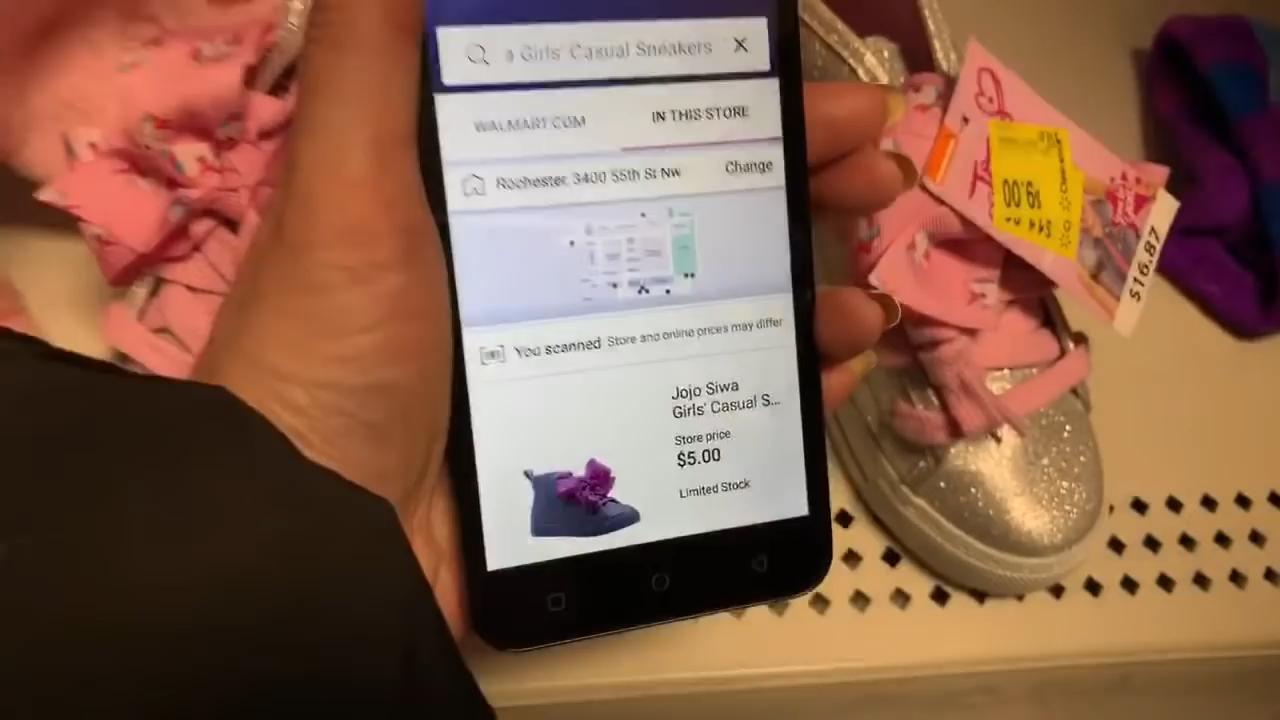 a Girls' Casual Sneakers
WALMART.COM
IN THIS STORE
Rochester, 3400 55th St Nw
Change
You scanned Store and online prices may differ
Jojo Siwa
Girls' Casual S...
Store price
$5.00
Limited Stock
$9.00
$16.87